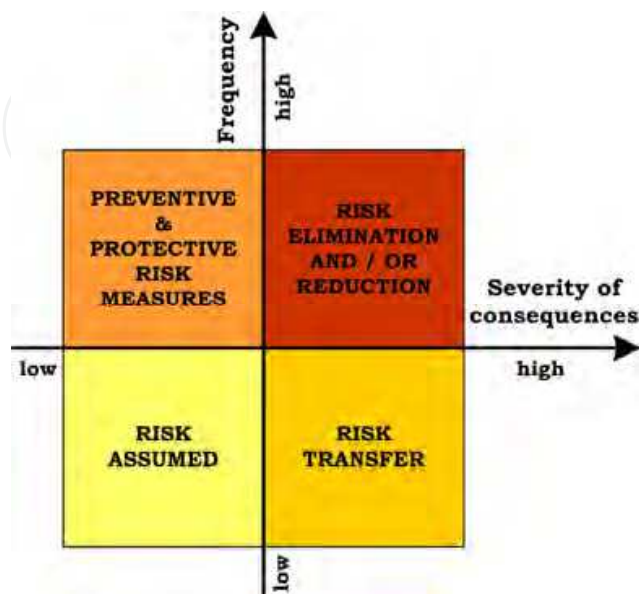 Frequency
high
PREVENTIVE
&
PROTECTIVE
RISK
MEASURES
RISK
ELIMINATION
AND / OR
REDUCTION
Severity of
consequences
low
high
RISK
ASSUMED
RISK
TRANSFER
low